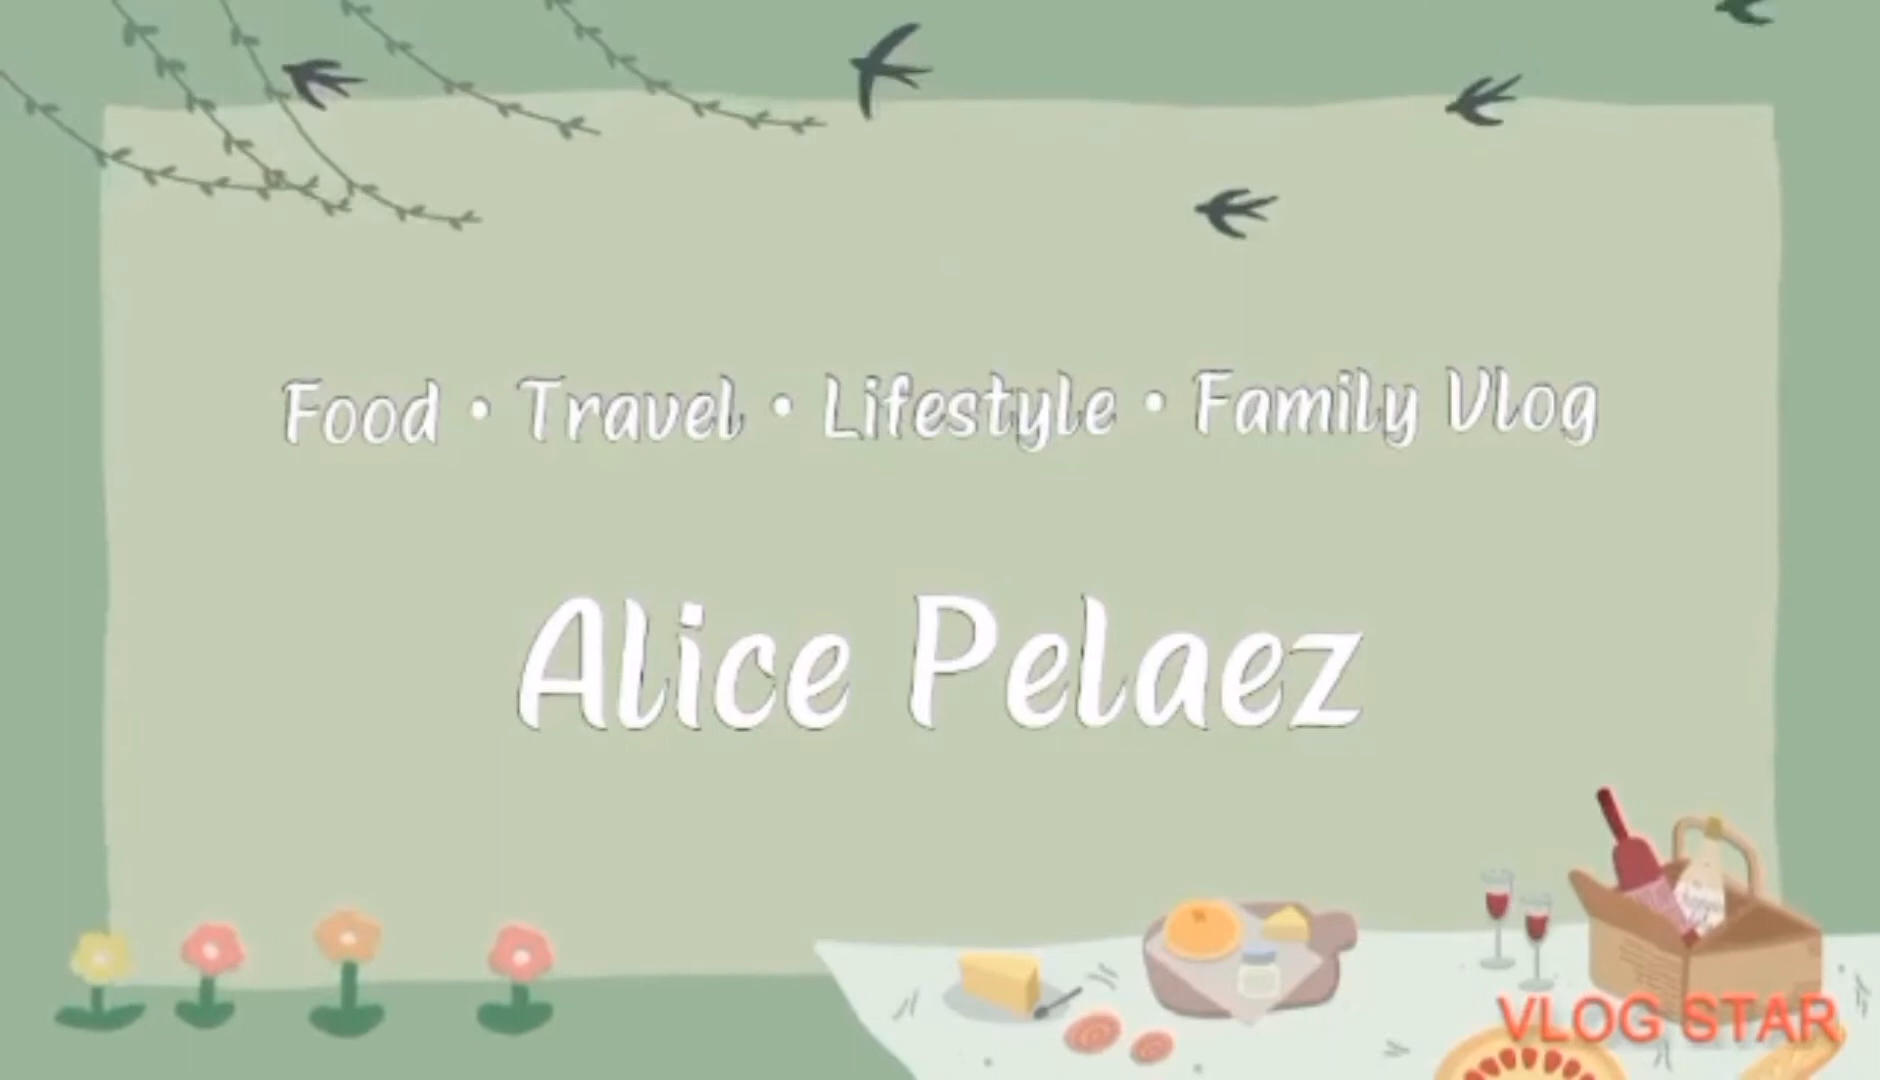 Food • Travel • Lifestyle • Family Vlog
Alice Pelaez
VLOG STAR